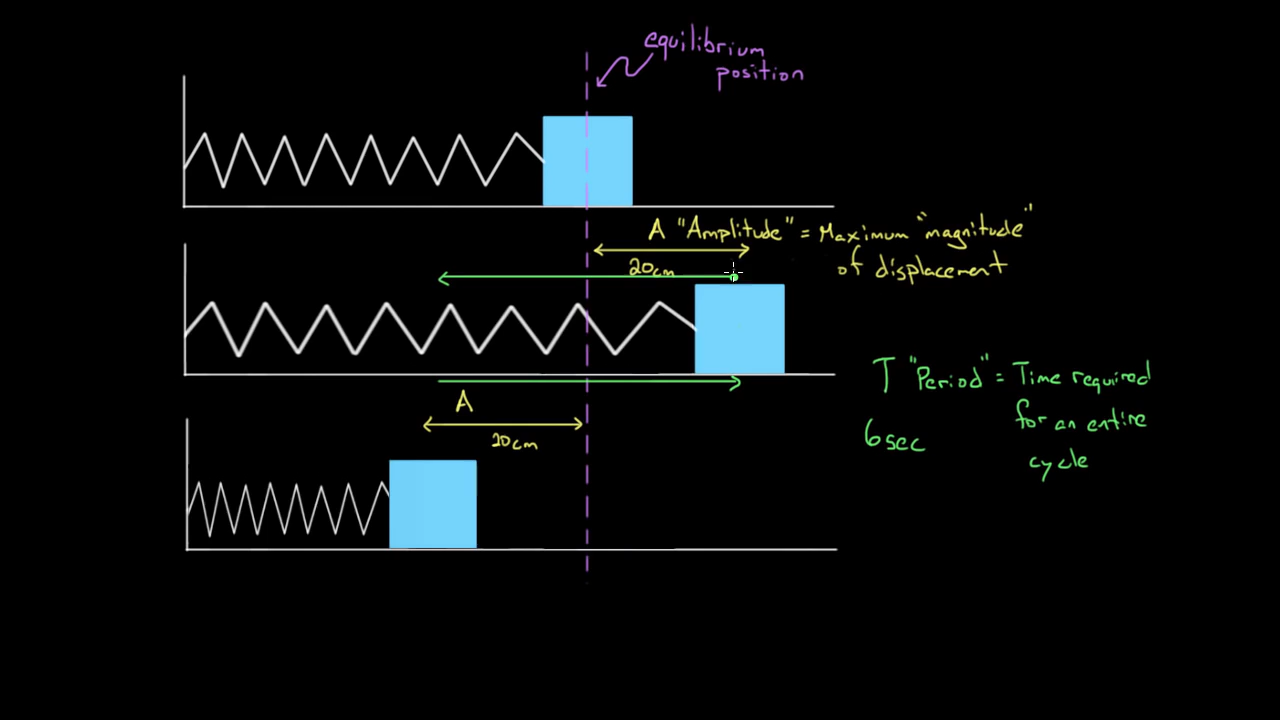 equilibrium
position
A "Amplitude" = Maximum "magnitude"
of displacement
20cm
T "Period" = Time required
for an entire
cycle
6sec
A
20cm